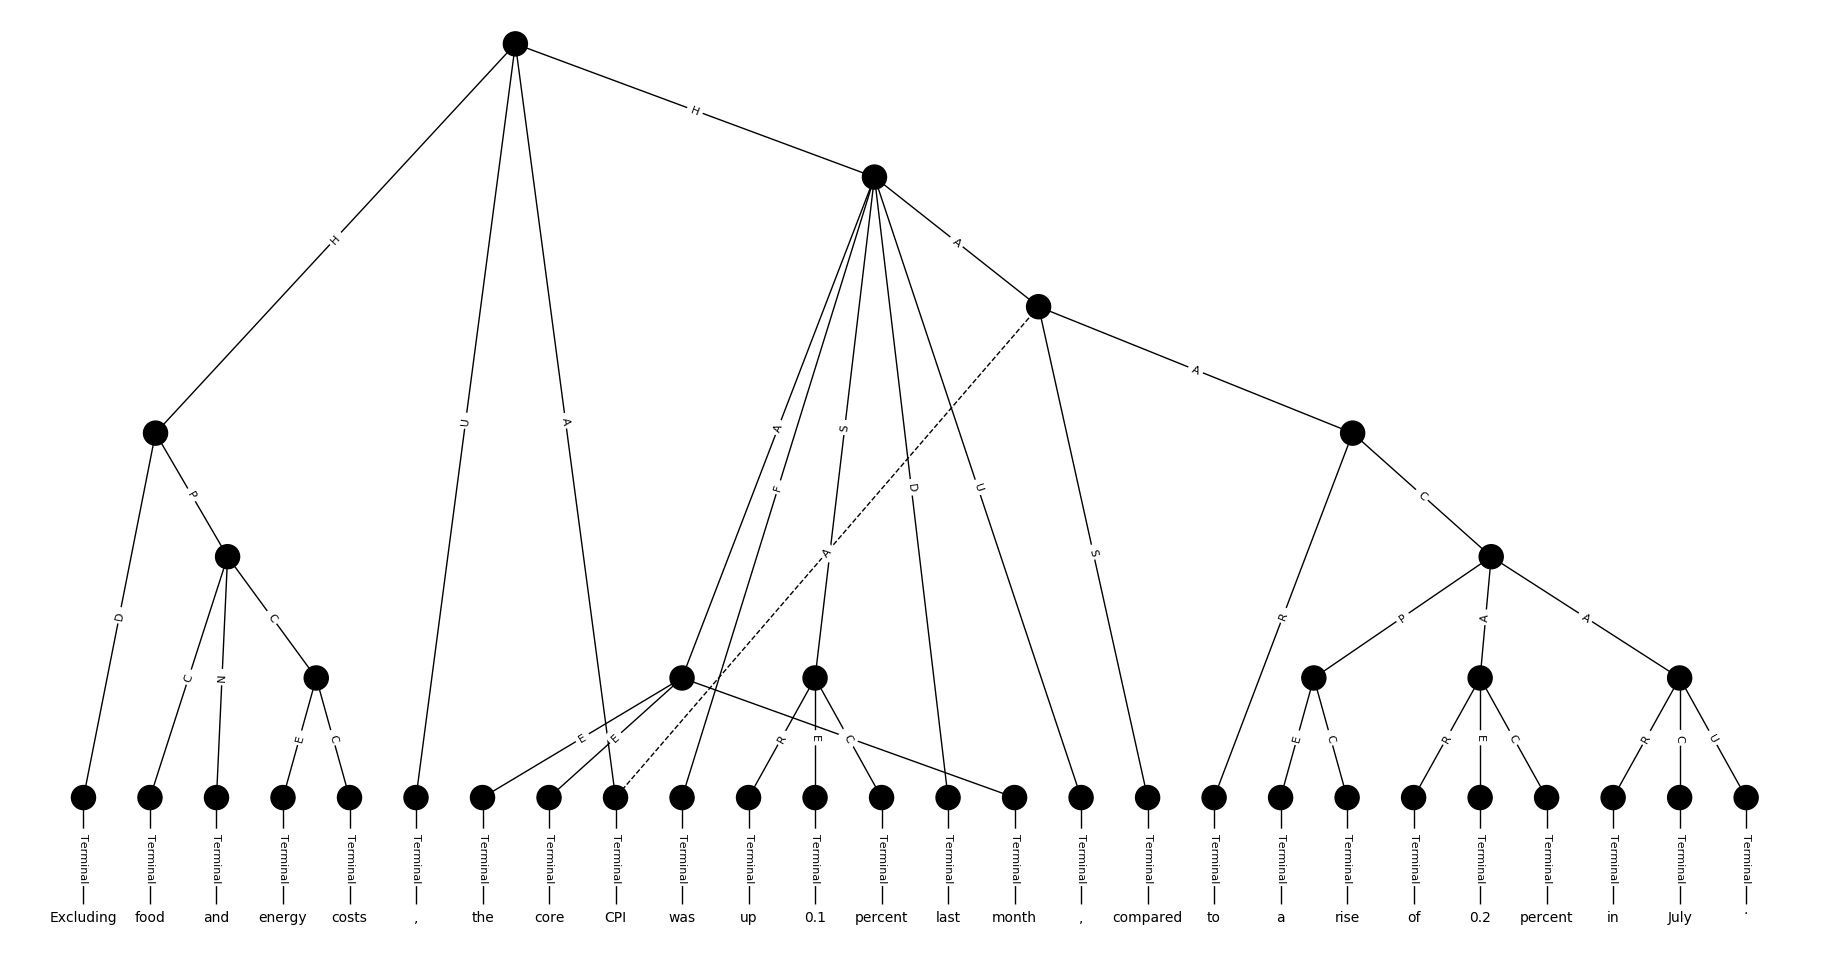 H
H
A
A
H
U
A
A
F
S
D
U
P
C
D
A
S
R
P
A
A
C
C
N
E
C
E
E
R
E
C
E
C
R
E
C
R
C
U
Terminal Terminal Terminal Terminal Terminal Terminal Terminal Terminal Terminal Terminal Terminal Terminal Terminal Terminal Terminal Terminal Terminal Terminal Terminal Terminal Terminal Terminal Terminal Terminal Terminal Terminal
Excluding food and energy costs , the core CPI was up 0.1 percent last month , compared to a rise of 0.2 percent in July .